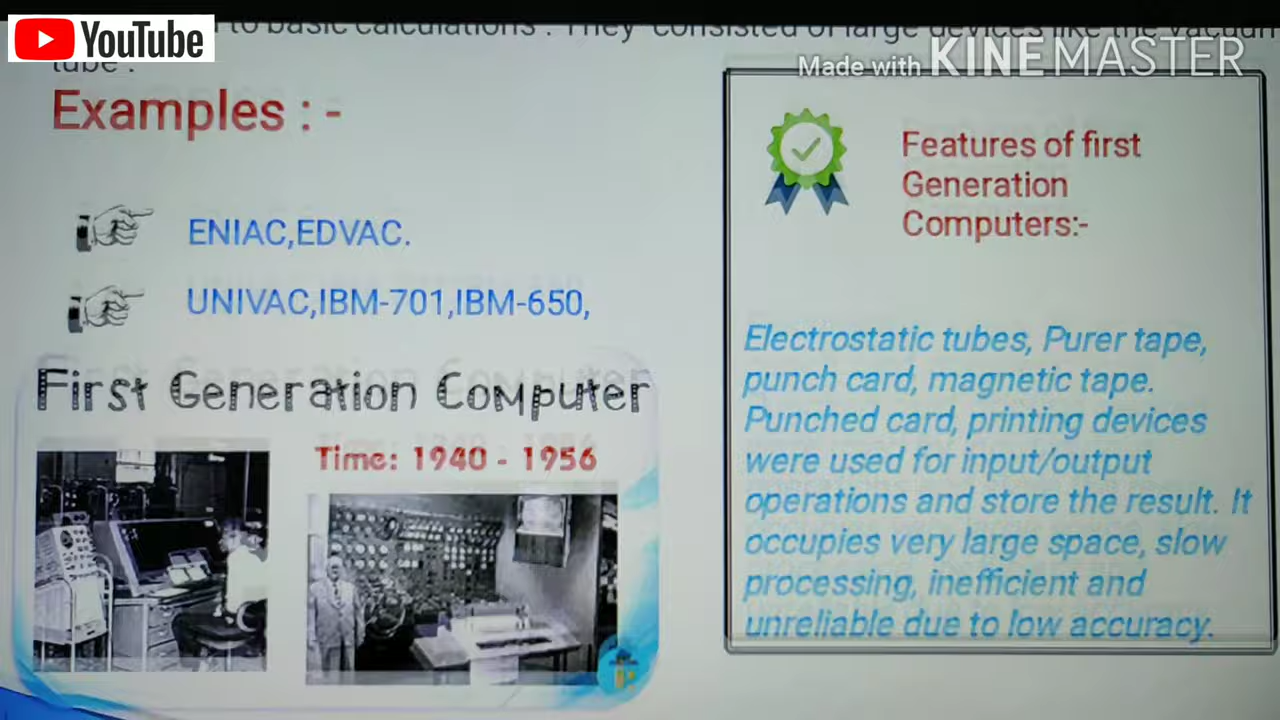 YouTube
to basic calculations . They consisted of large devices like the vacuum
tube .
Made with KINEMASTER
Examples : -
ENIAC,EDVAC.
UNIVAC,IBM-701,IBM-650,
First Generation Computer
Time: 1940 - 1956
Features of first
Generation
Computers:-
Electrostatic tubes, Purer tape,
punch card, magnetic tape.
Punched card, printing devices
were used for input/output
operations and store the result. It
occupies very large space, slow
processing, inefficient and
unreliable due to low accuracy.